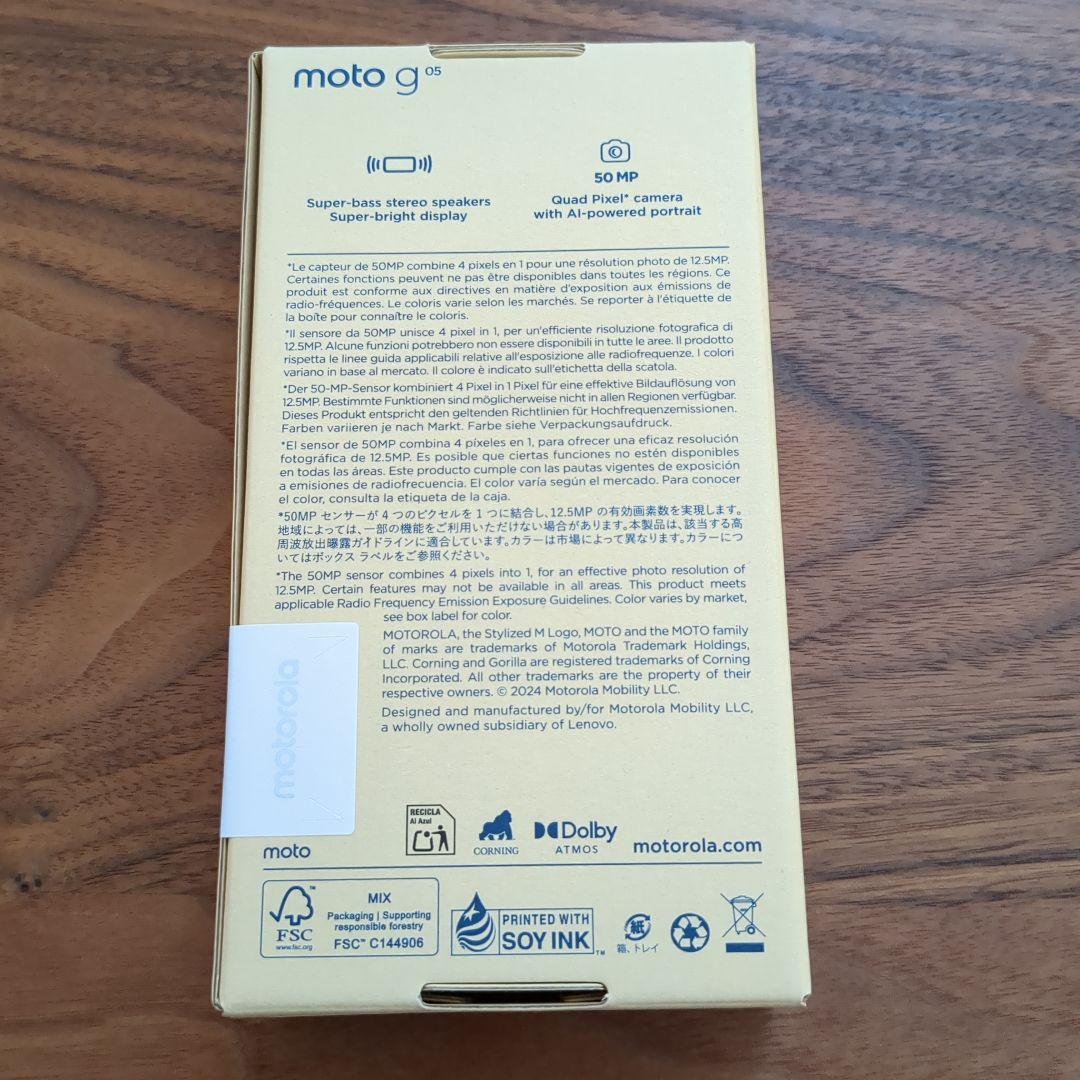 moto g 05
50 MP
Super-bass stereo speakers
Super-bright display
Quad Pixel* camera
with AI-powered portrait
*Le capteur de 50MP combine 4 pixels en 1 pour une résolution photo de 12.5MP.
Certaines fonctions peuvent ne pas être disponibles dans toutes les régions. Ce
produit est conforme aux directives en matière d'exposition aux émissions de
radio-fréquences. Le coloris varie selon les marchés. Se reporter à l'étiquette de
la boîte pour connaître le coloris.
*Il sensore da 50MP unisce 4 pixel in 1, per un'efficiente risoluzione fotografica di
12.5MP. Alcune funzioni potrebbero non essere disponibili in tutte le aree. Il prodotto
rispetta le linee guida applicabili relative all'esposizione alle radiofrequenze. I colori
variano in base al mercato. Il colore è indicato sull'etichetta della scatola.
*Der 50-MP-Sensor kombiniert 4 Pixel in 1 Pixel für eine effektive Bildauflösung von
12.5MP. Bestimmte Funktionen sind möglicherweise nicht in allen Regionen verfügbar.
Dieses Produkt entspricht den geltenden Richtlinien für Hochfrequenzemissionen.
Farben variieren je nach Markt. Farbe siehe Verpackungsaufdruck.
*El sensor de 50MP combina 4 píxeles en 1, para ofrecer una eficaz resolución
fotográfica de 12.5MP. Es posible que ciertas funciones no estén disponibles
en todas las áreas. Este producto cumple con las pautas vigentes de exposición
a emisiones de radiofrecuencia. El color varía según el mercado. Para conocer
el color, consulta la etiqueta de la caja.
*50MP センサーが 4 つのピクセルを 1 つに結合し、12.5MP の有効画素数を実現します。
地域によっては、一部の機能をご利用いただけない場合があります。本製品は、該当する高
周波放出曝露ガイドラインに適合しています。カラーは市場によって異なります。カラーにつ
いてはボックス ラベルをご参照ください。
*The 50MP sensor combines 4 pixels into 1, for an effective photo resolution of
12.5MP. Certain features may not be available in all areas. This product meets
applicable Radio Frequency Emission Exposure Guidelines. Color varies by market,
see box label for color.
MOTOROLA, the Stylized M Logo, MOTO and the MOTO family
of marks are trademarks of Motorola Trademark Holdings,
LLC. Corning and Gorilla are registered trademarks of Corning
Incorporated. All other trademarks are the property of their
respective owners. © 2024 Motorola Mobility LLC.
Designed and manufactured by/for Motorola Mobility LLC,
a wholly owned subsidiary of Lenovo.
motorola
moto
RECICLA
Al Azul
CORNING
Dolby
ATMOS
motorola.com
FSC™
www.fsc.org
MIX
Packaging | Supporting
responsible forestry
FSC™ C144906
PRINTED WITH
SOY INK™
紙
箱、トレイ